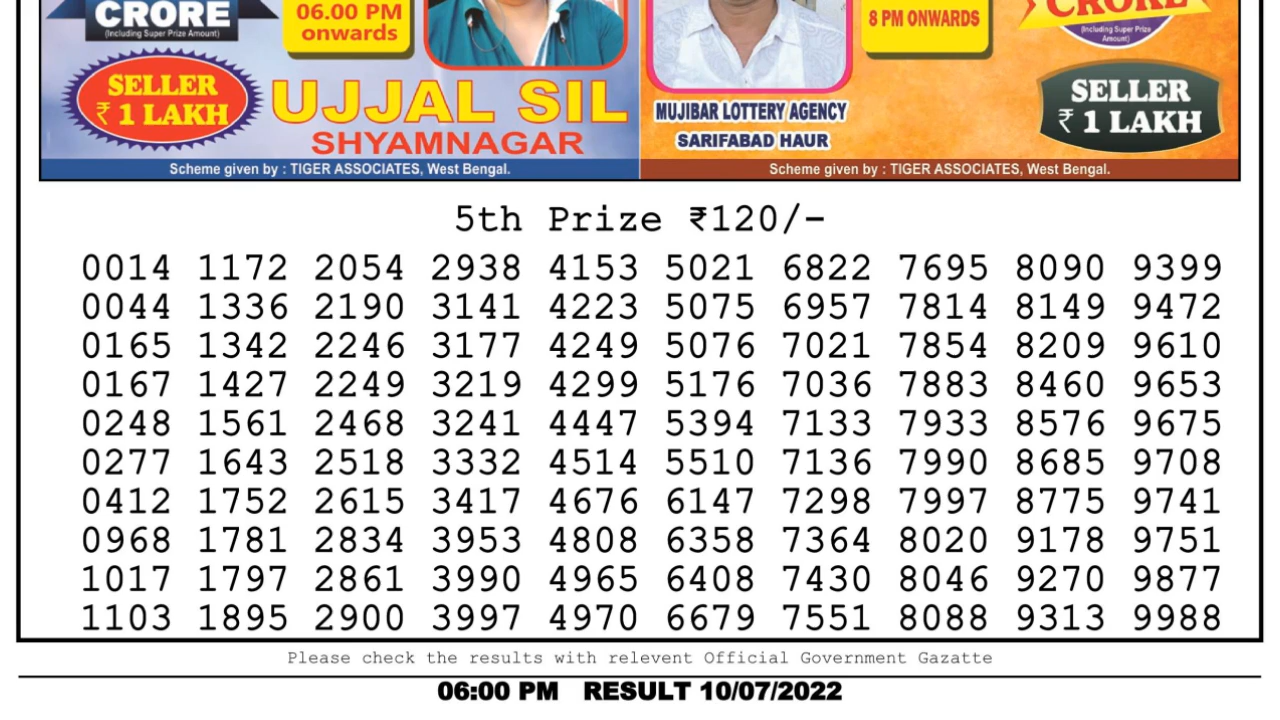 CRORE
(Including Super Prize Amount)
06.00 PM
onwards
SELLER
₹ 1 LAKH
UJJAL SIL
SHYAMNAGAR
Scheme given by : TIGER ASSOCIATES, West Bengal.
8 PM ONWARDS
CRORE
(Including Super Prize
Amount)
MUJIBAR LOTTERY AGENCY
SARIFABAD HAUR
SELLER
₹ 1 LAKH
Scheme given by : TIGER ASSOCIATES, West Bengal.
5th Prize ₹120/-
0014 1172 2054 2938 4153 5021 6822 7695 8090 9399
0044 1336 2190 3141 4223 5075 6957 7814 8149 9472
0165 1342 2246 3177 4249 5076 7021 7854 8209 9610
0167 1427 2249 3219 4299 5176 7036 7883 8460 9653
0248 1561 2468 3241 4447 5394 7133 7933 8576 9675
0277 1643 2518 3332 4514 5510 7136 7990 8685 9708
0412 1752 2615 3417 4676 6147 7298 7997 8775 9741
0968 1781 2834 3953 4808 6358 7364 8020 9178 9751
1017 1797 2861 3990 4965 6408 7430 8046 9270 9877
1103 1895 2900 3997 4970 6679 7551 8088 9313 9988
Please check the results with relevent Official Government Gazatte
06:00 PM RESULT 10/07/2022